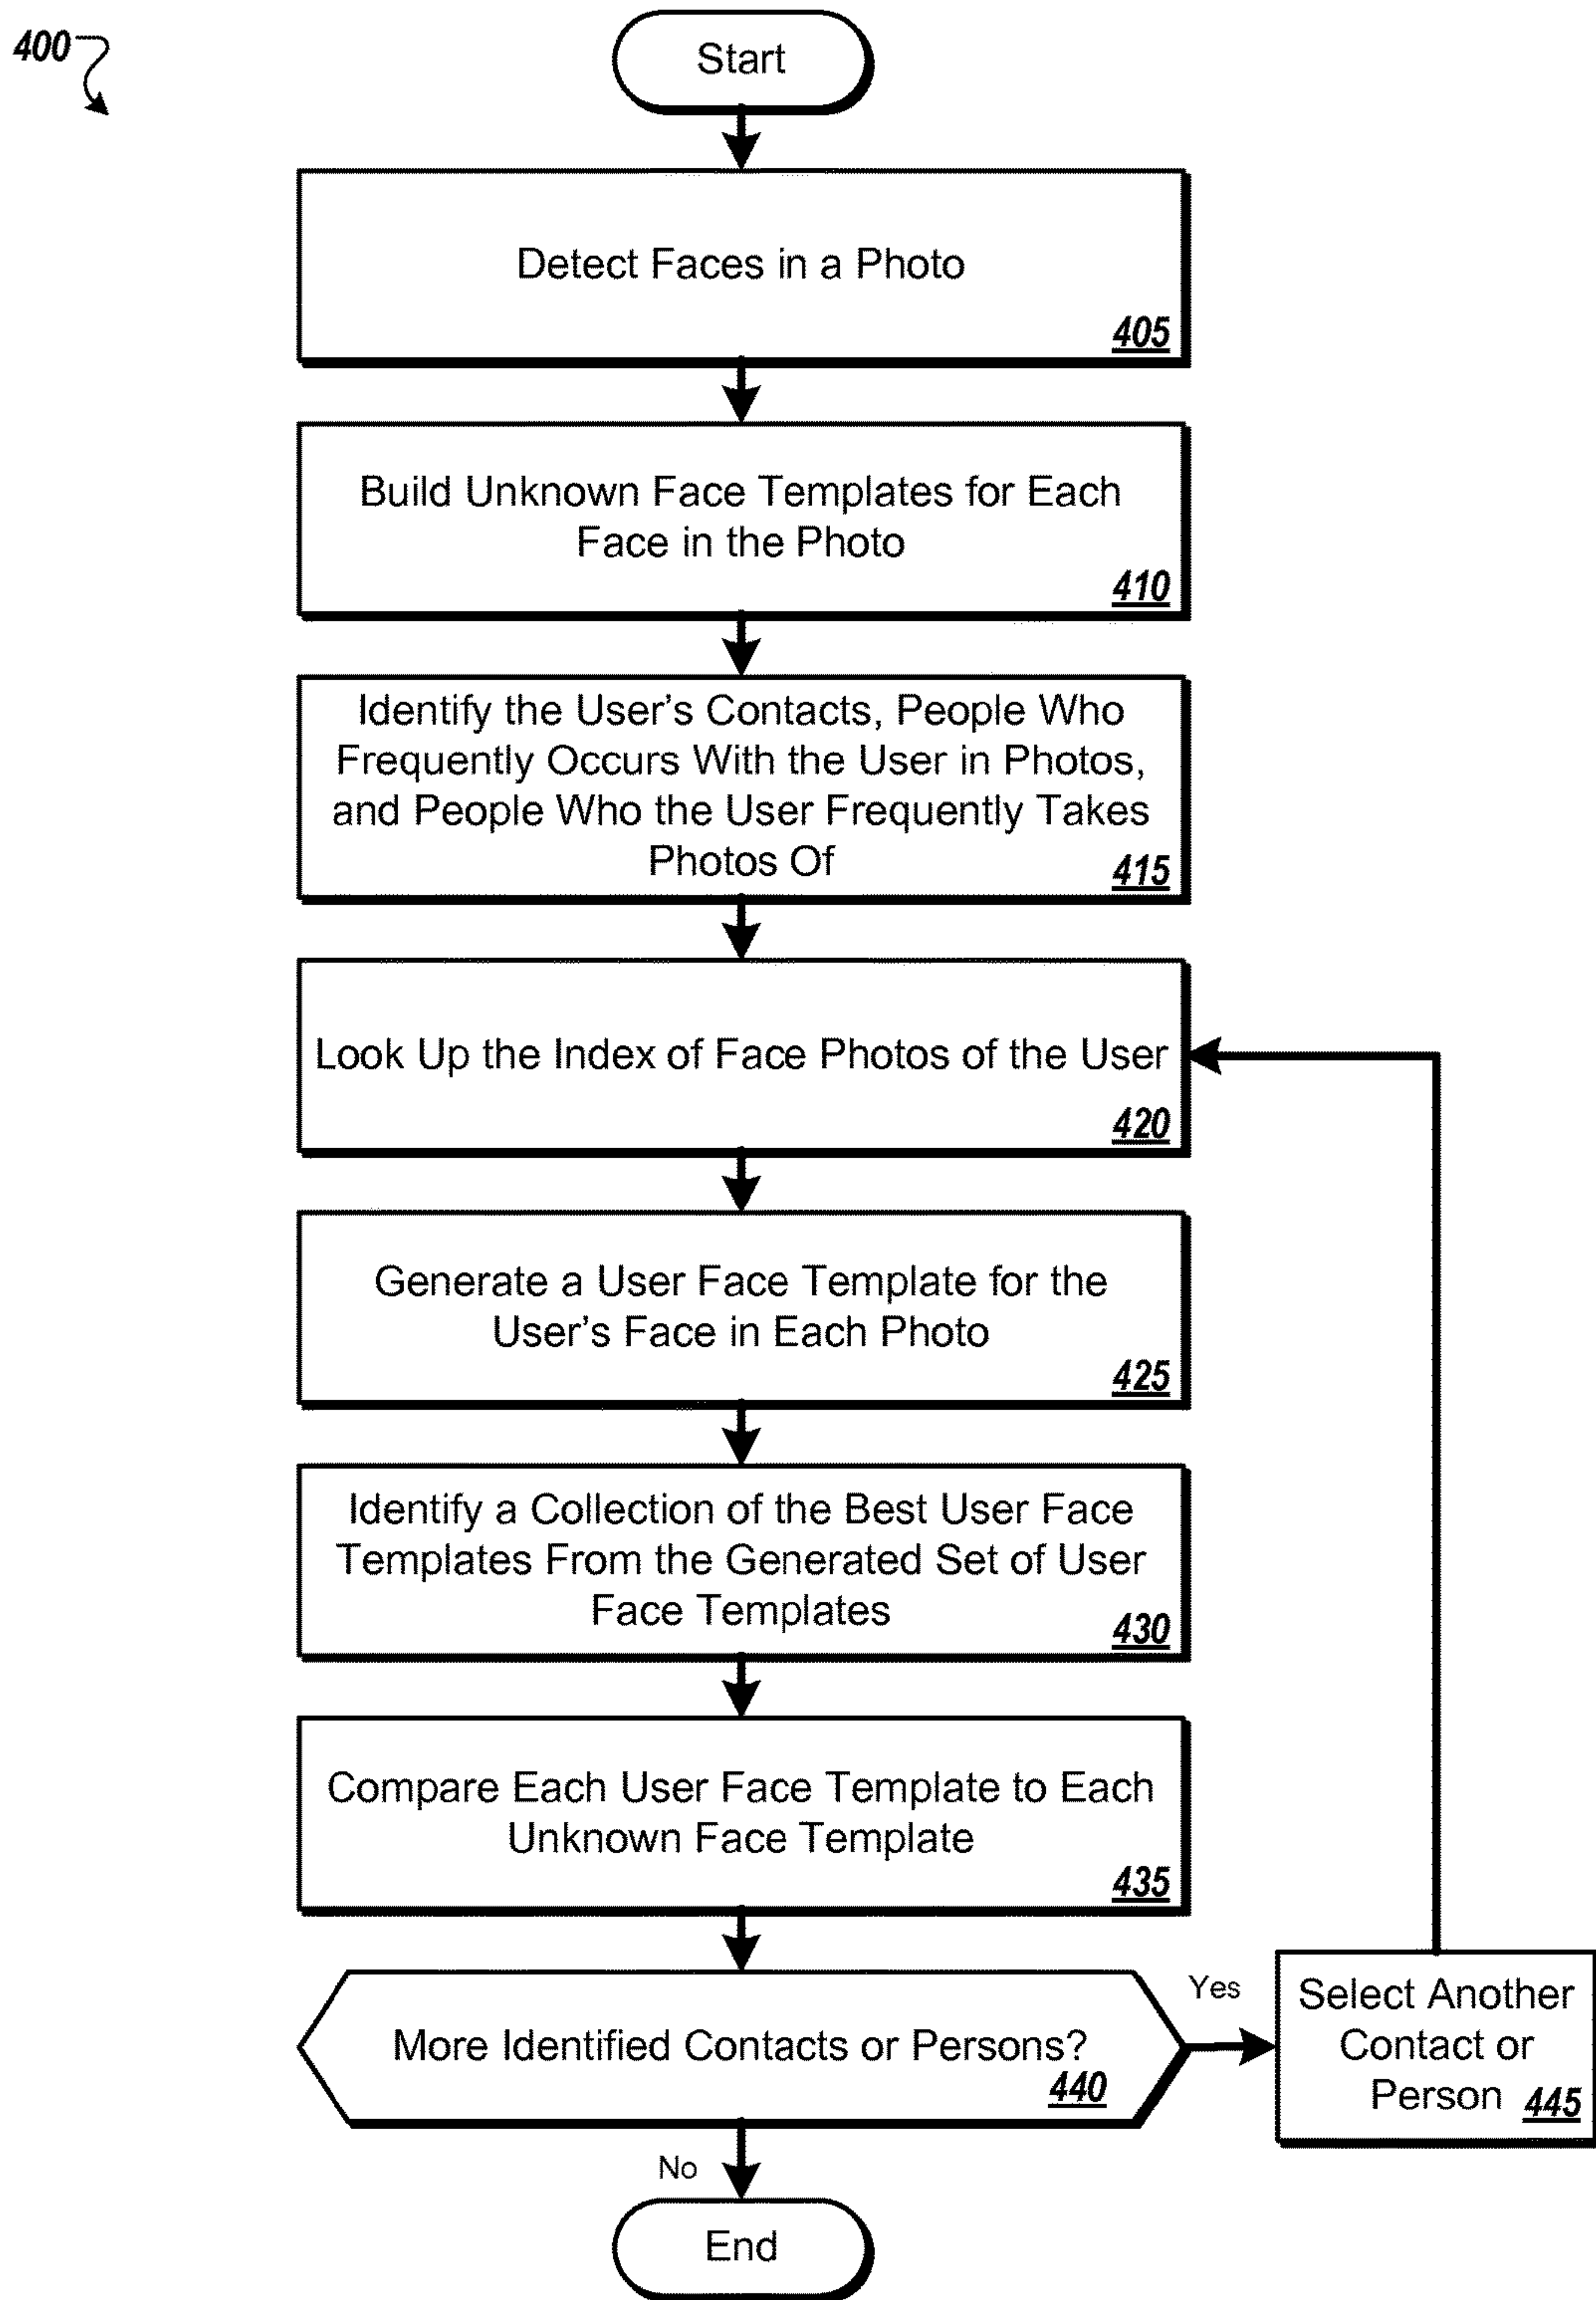 400
Start
Detect Faces in a Photo
405
Build Unknown Face Templates for Each
Face in the Photo
410
Identify the User's Contacts, People Who
Frequently Occurs With the User in Photos,
and People Who the User Frequently Takes
Photos Of
415
Look Up the Index of Face Photos of the User
420
Generate a User Face Template for the
User's Face in Each Photo
425
Identify a Collection of the Best User Face
Templates From the Generated Set of User
Face Templates
430
Compare Each User Face Template to Each
Unknown Face Template
435
More Identified Contacts or Persons?
440
Yes
Select Another
Contact or
Person 445
No
End